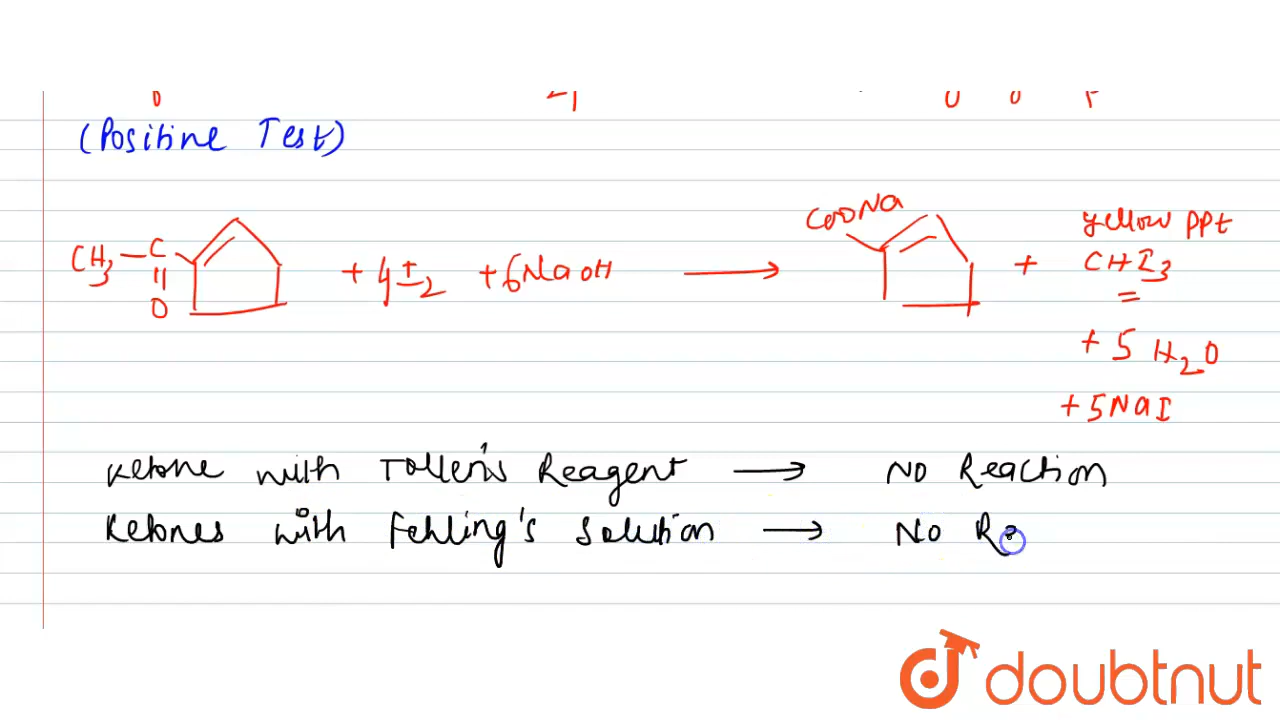 (Positive Test)
CH3 - C
O
+ 4I2 + 6NaOH
COONa
+
yellow ppt
CHI3
+ 5 H2O
+ 5NaI
Ketone with Tollen's Reagent → No Reaction
Ketones with Fehling's Solution → No Re
doubtnut